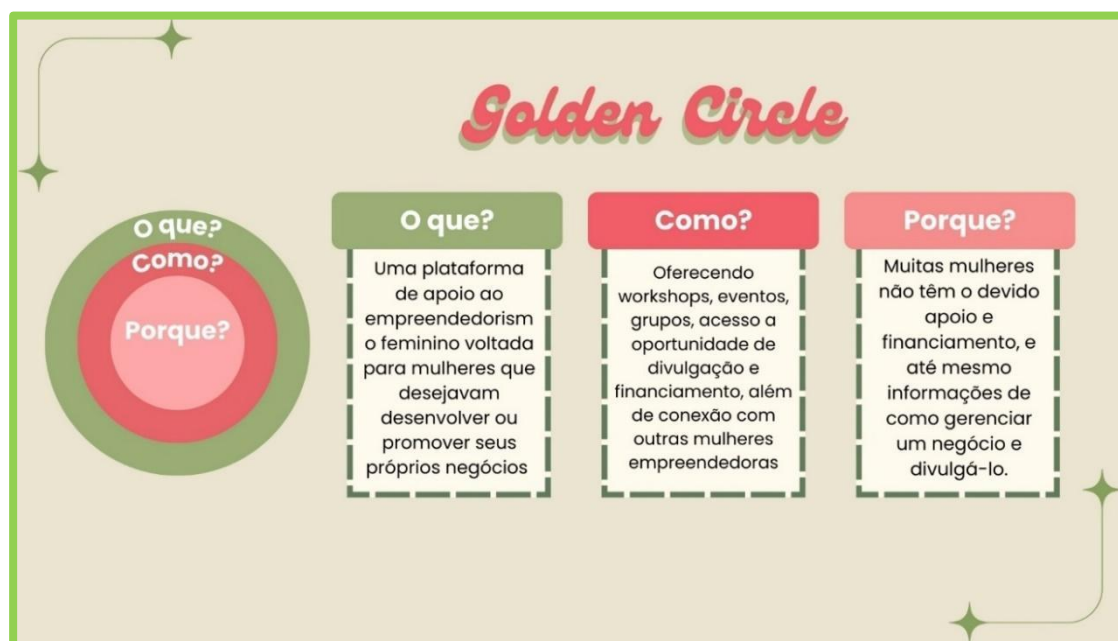 Golden Circle
O que?
Como?
Porque?
O que?
Uma plataforma
de apoio ao
empreendedorism
o feminino voltada
para mulheres que
desejavam
desenvolver ou
promover seus
próprios negócios
Como?
Oferecendo
workshops, eventos,
grupos, acesso a
oportunidade de
divulgação e
financiamento, além
de conexão com
outras mulheres
empreendedoras
Porque?
Muitas mulheres
não têm o devido
apoio e
financiamento, e
até mesmo
informações de
como gerenciar
um negócio e
divulgá-lo.